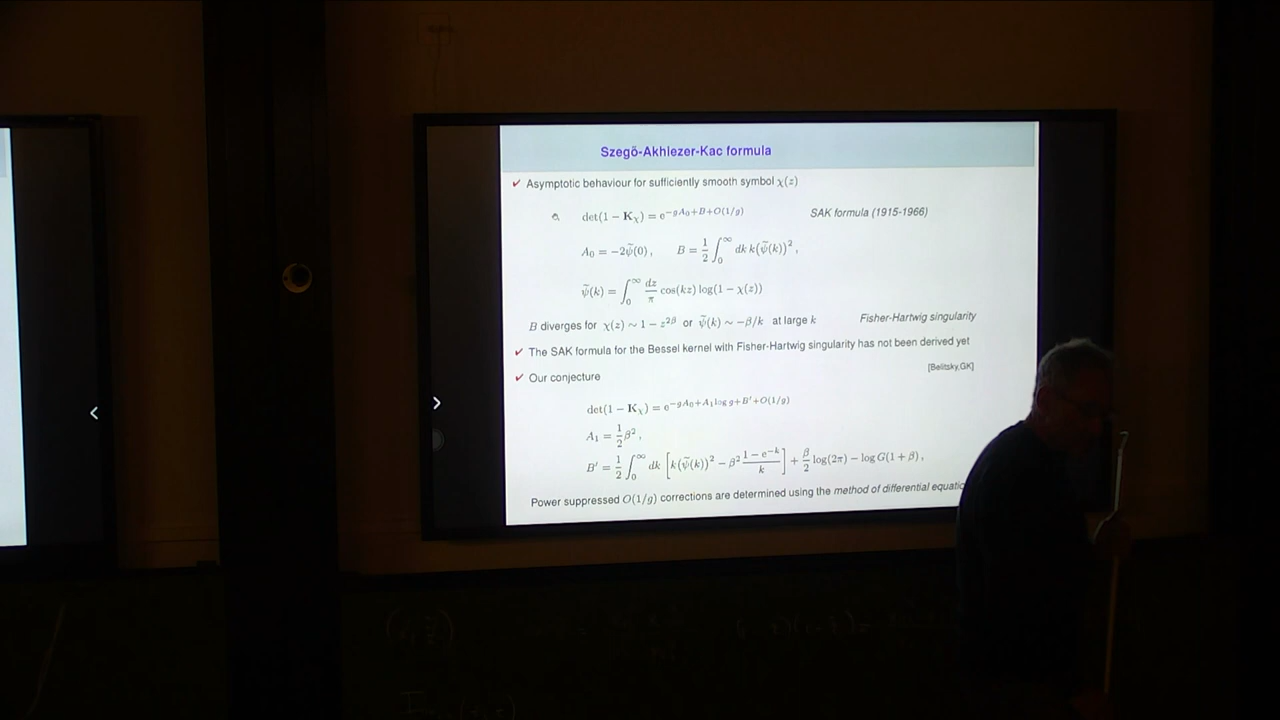 Szegő-Akhiezer-Kac formula
✔ Asymptotic behaviour for sufficiently smooth symbol χ(z)
det(1 − K_χ) = e^{−gA_0+B+O(1/g)} SAK formula (1915-1966)
A_0 = −2ψ̃(0), B = 1/2 ∫_0^∞ dk k(ψ̃(k))^2,
ψ̃(k) = ∫_0^∞ dz/π cos(kz) log(1 − χ(z))
B diverges for χ(z) ∼ 1 − z^{2β} or ψ̃(k) ∼ −β/k at large k Fisher-Hartwig singularity
✔ The SAK formula for the Bessel kernel with Fisher-Hartwig singularity has not been derived yet
✔ Our conjecture [Belitsky,GK]
det(1 − K_χ) = e^{−gA_0+A_1 log g+B′+O(1/g)}
A_1 = 1/2 β^2,
B′ = 1/2 ∫_0^∞ dk [k(ψ̃(k))^2 − β^2 (1−e^{−k})/k] + β/2 log(2π) − log G(1 + β),
Power suppressed O(1/g) corrections are determined using the method of differential